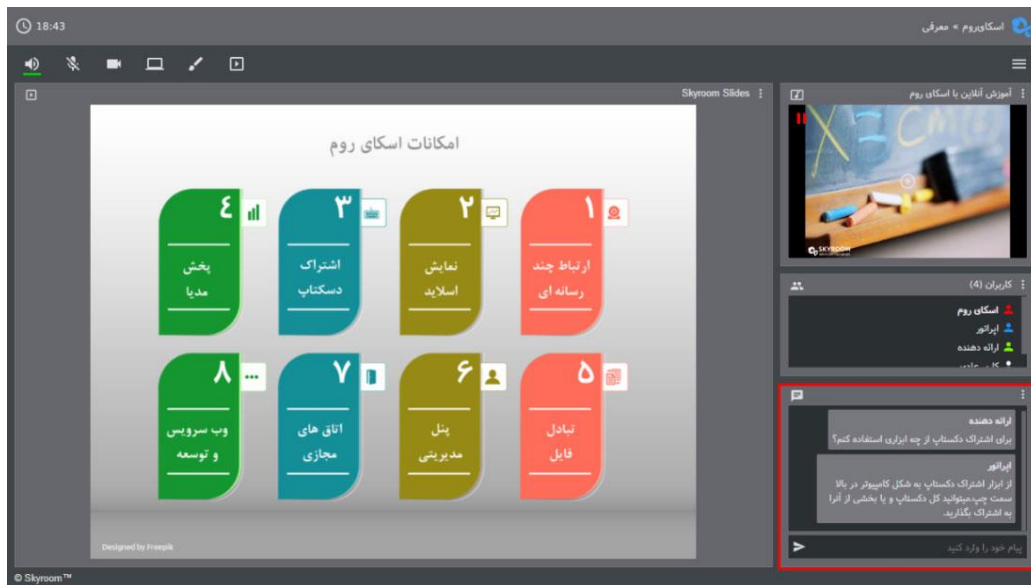 18:43
اسکای‌روم » معرفی
Skyroom Slides
امکانات اسکای روم
۱
ارتباط چند
رسانه ای
۲
نمایش
اسلاید
۳
اشتراک
دسکتاپ
٤
پخش
مدیا
۵
تبادل
فایل
۶
پنل
مدیریتی
۷
اتاق های
مجازی
۸
وب سرویس
و توسعه
Designed by Freepik
آموزش آنلاین با اسکای روم
SKYROOM
کاربران (4)
اسکای روم
اپراتور
ارائه دهنده
ارائه دهنده
برای اشتراک دکستاپ از چه ابزاری استفاده کنم؟
اپراتور
از ابزار اشتراک دکستاپ به شکل کامپیوتر در بالا
سمت چپ.میتوانید کل دکستاپ و یا بخشی از آنرا
به اشتراک بگذارید.
پیام خود را وارد کنید
© Skyroom™